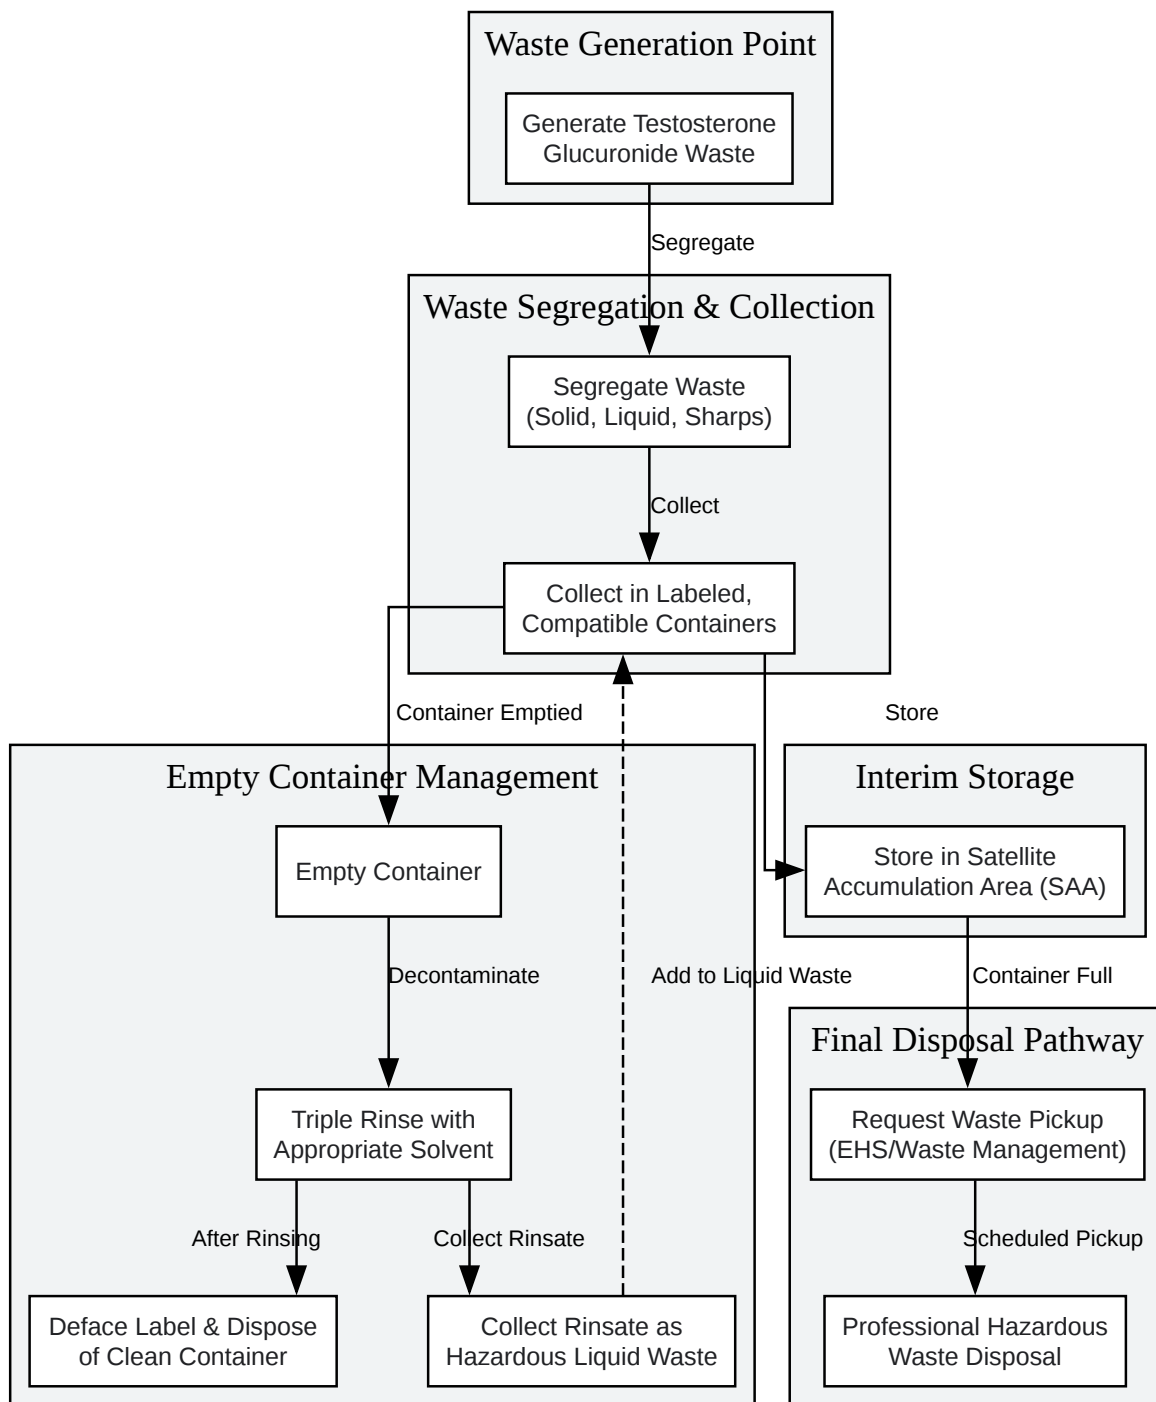 Waste Generation Point
Generate Testosterone
Glucuronide Waste
Segregate
Waste Segregation & Collection
Segregate Waste
(Solid, Liquid, Sharps)
Collect
Collect in Labeled,
Compatible Containers
Container Emptied
Store
Empty Container Management
Interim Storage
Empty Container
Store in Satellite
Accumulation Area (SAA)
Decontaminate
Add to Liquid Waste
Container Full
Final Disposal Pathway
Triple Rinse with
Appropriate Solvent
Request Waste Pickup
(EHS/Waste Management)
After Rinsing
Collect Rinsate
Scheduled Pickup
Deface Label & Dispose
of Clean Container
Collect Rinsate as
Hazardous Liquid Waste
Professional Hazardous
Waste Disposal